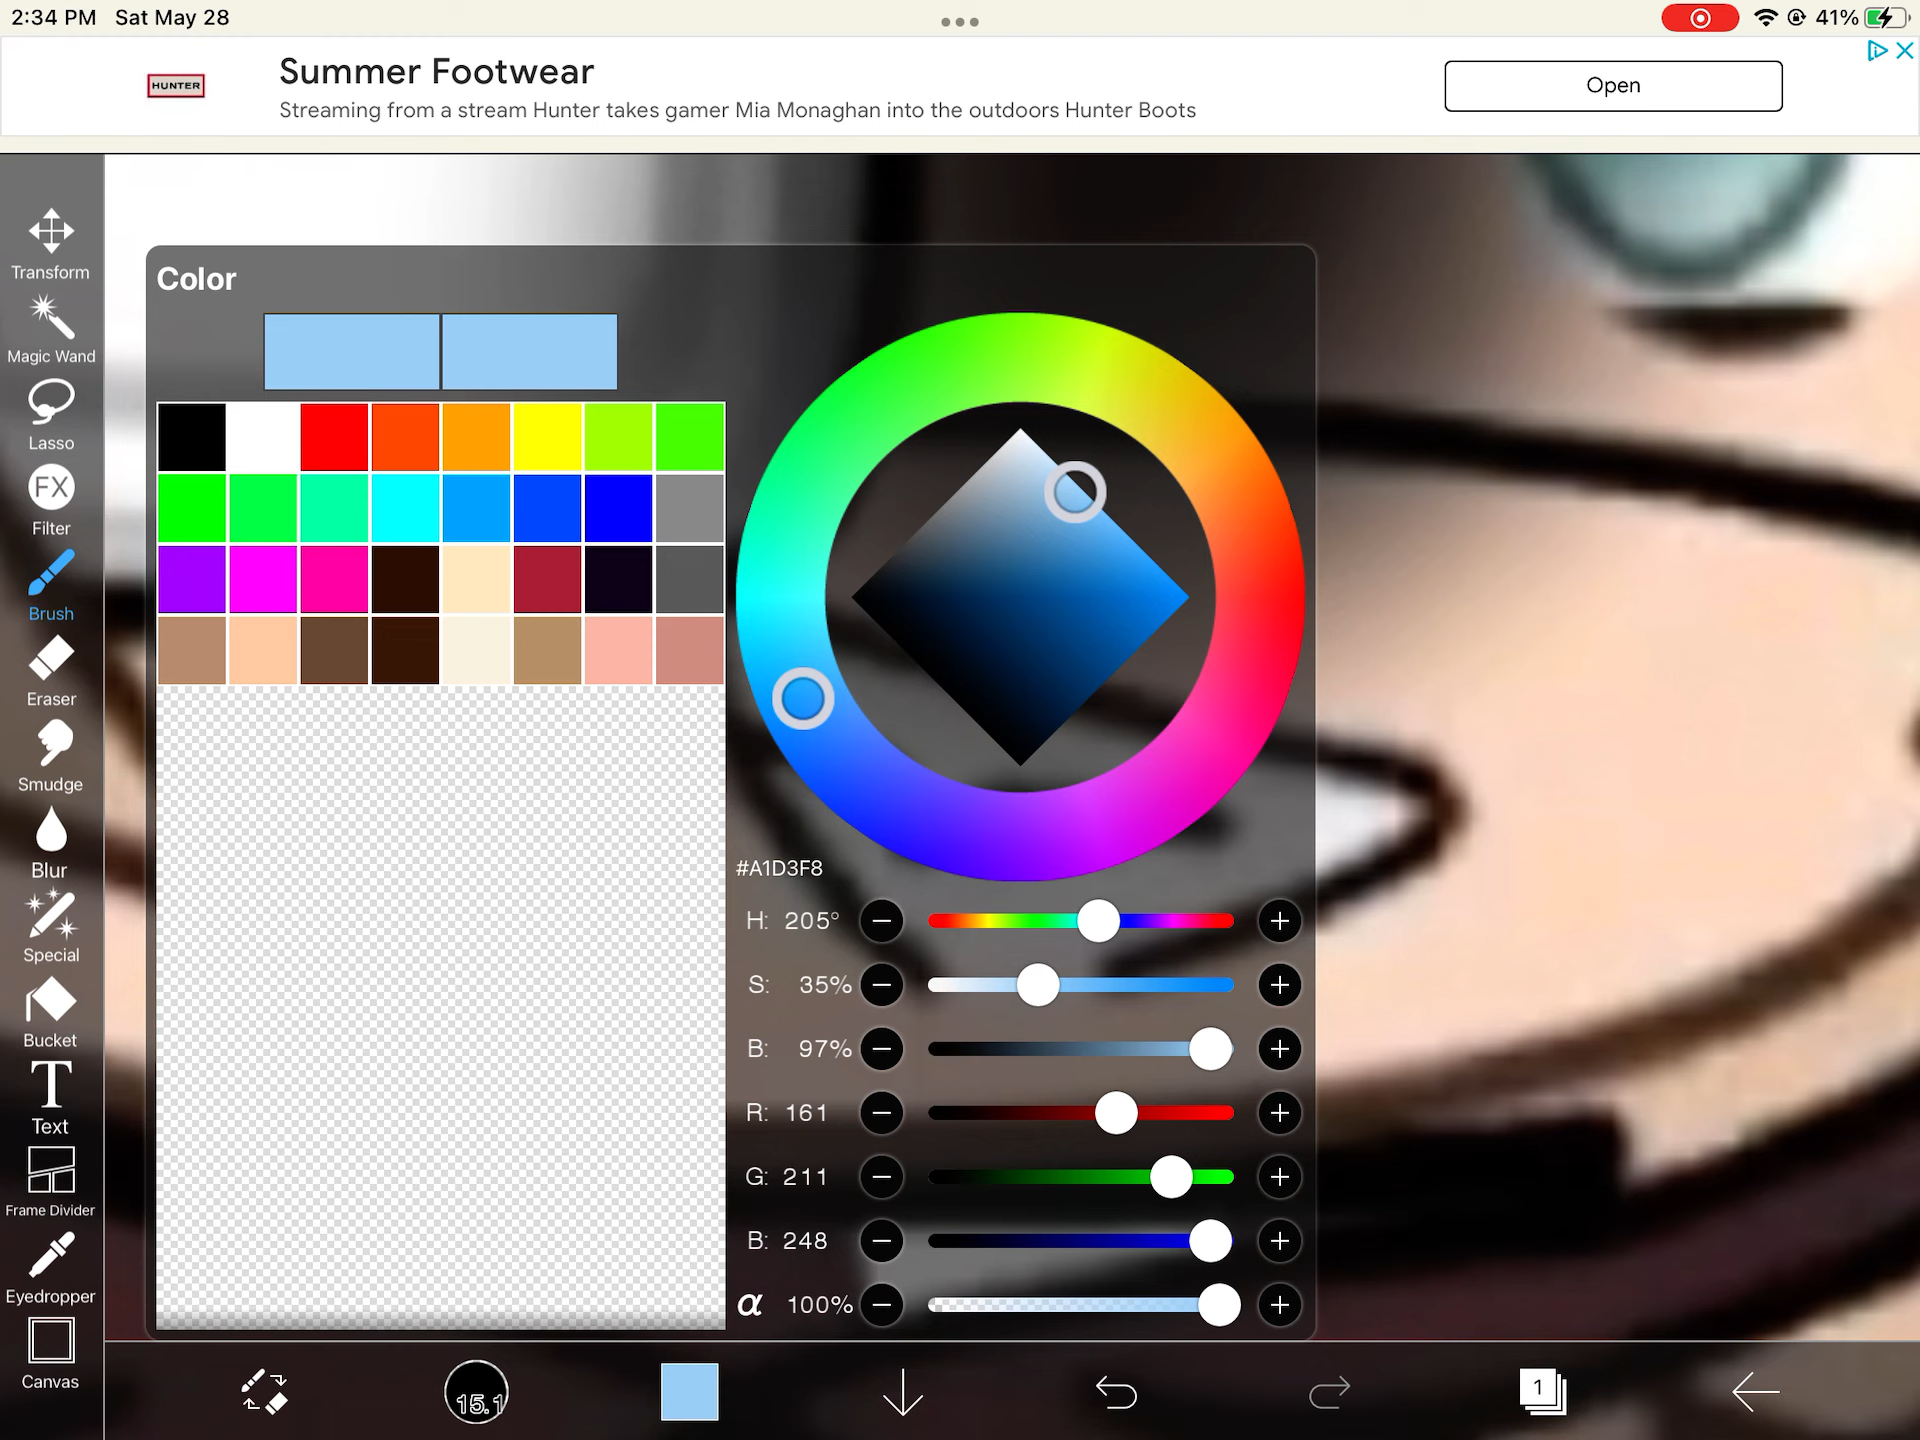 2:34 PM Sat May 28
41%
HUNTER
Summer Footwear
Streaming from a stream Hunter takes gamer Mia Monaghan into the outdoors Hunter Boots
Open
Transform
Magic Wand
Lasso
FX
Filter
Brush
Eraser
Smudge
Blur
Special
Bucket
T
Text
Frame Divider
Eyedropper
Canvas
Color
#A1D3F8
H: 205°
S: 35%
B: 97%
R: 161
G: 211
B: 248
α 100%
15.1
1